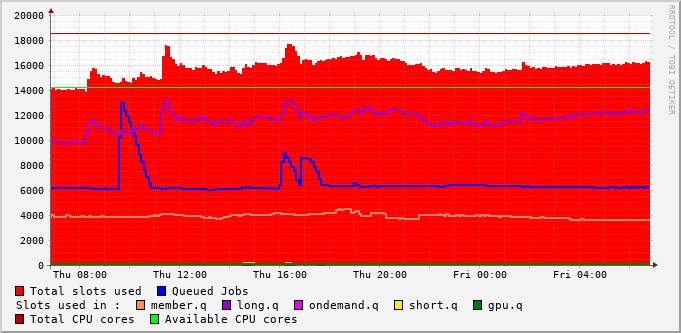 20000
18000
16000
14000
12000
10000
8000
6000
4000
2000
0
Thu 08:00 Thu 12:00 Thu 16:00 Thu 20:00 Fri 00:00 Fri 04:00
RRDTOOL / TOBI OETIKER
Total slots used Queued Jobs
Slots used in : member.q long.q ondemand.q short.q gpu.q
Total CPU cores Available CPU cores